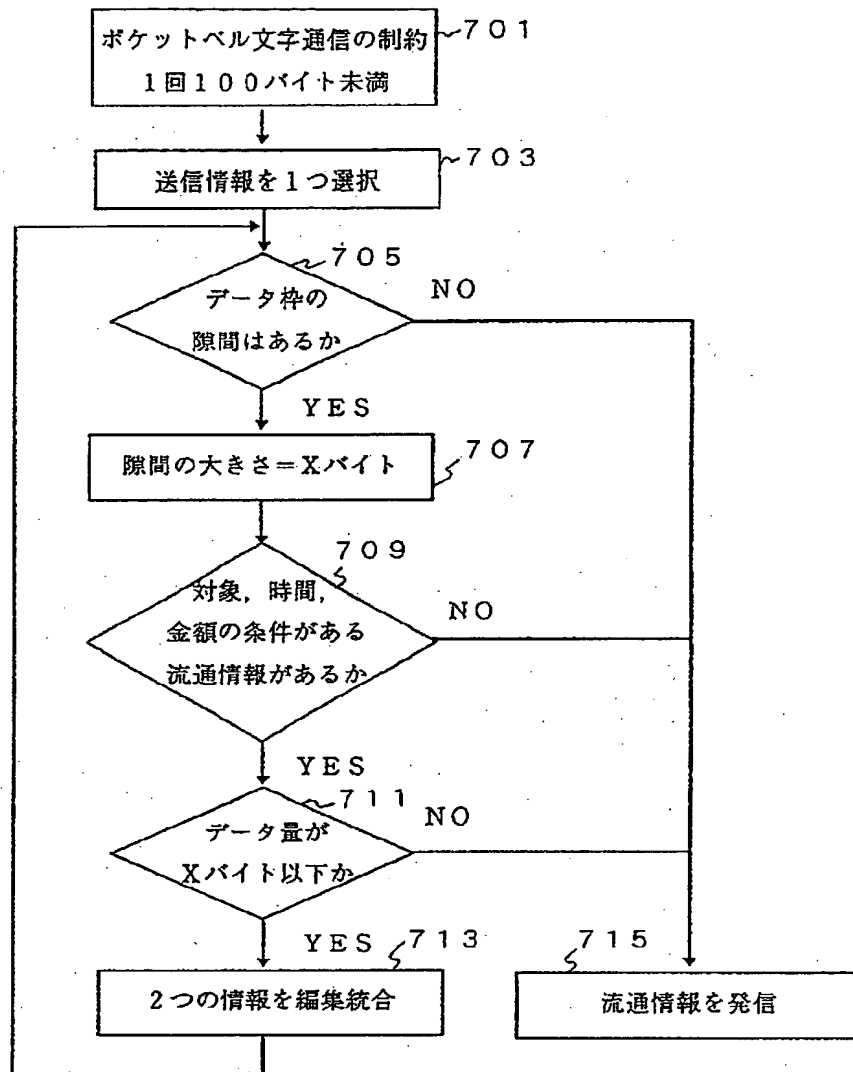 ポケットベル文字通信の制約
1回100バイト未満
701
送信情報を1つ選択
703
705
データ枠の
隙間はあるか
NO
YES
隙間の大きさ=Xバイト
707
709
対象,時間,
金額の条件がある
流通情報があるか
NO
YES
711
データ量が
Xバイト以下か
NO
YES
713
2つの情報を編集統合
715
流通情報を発信